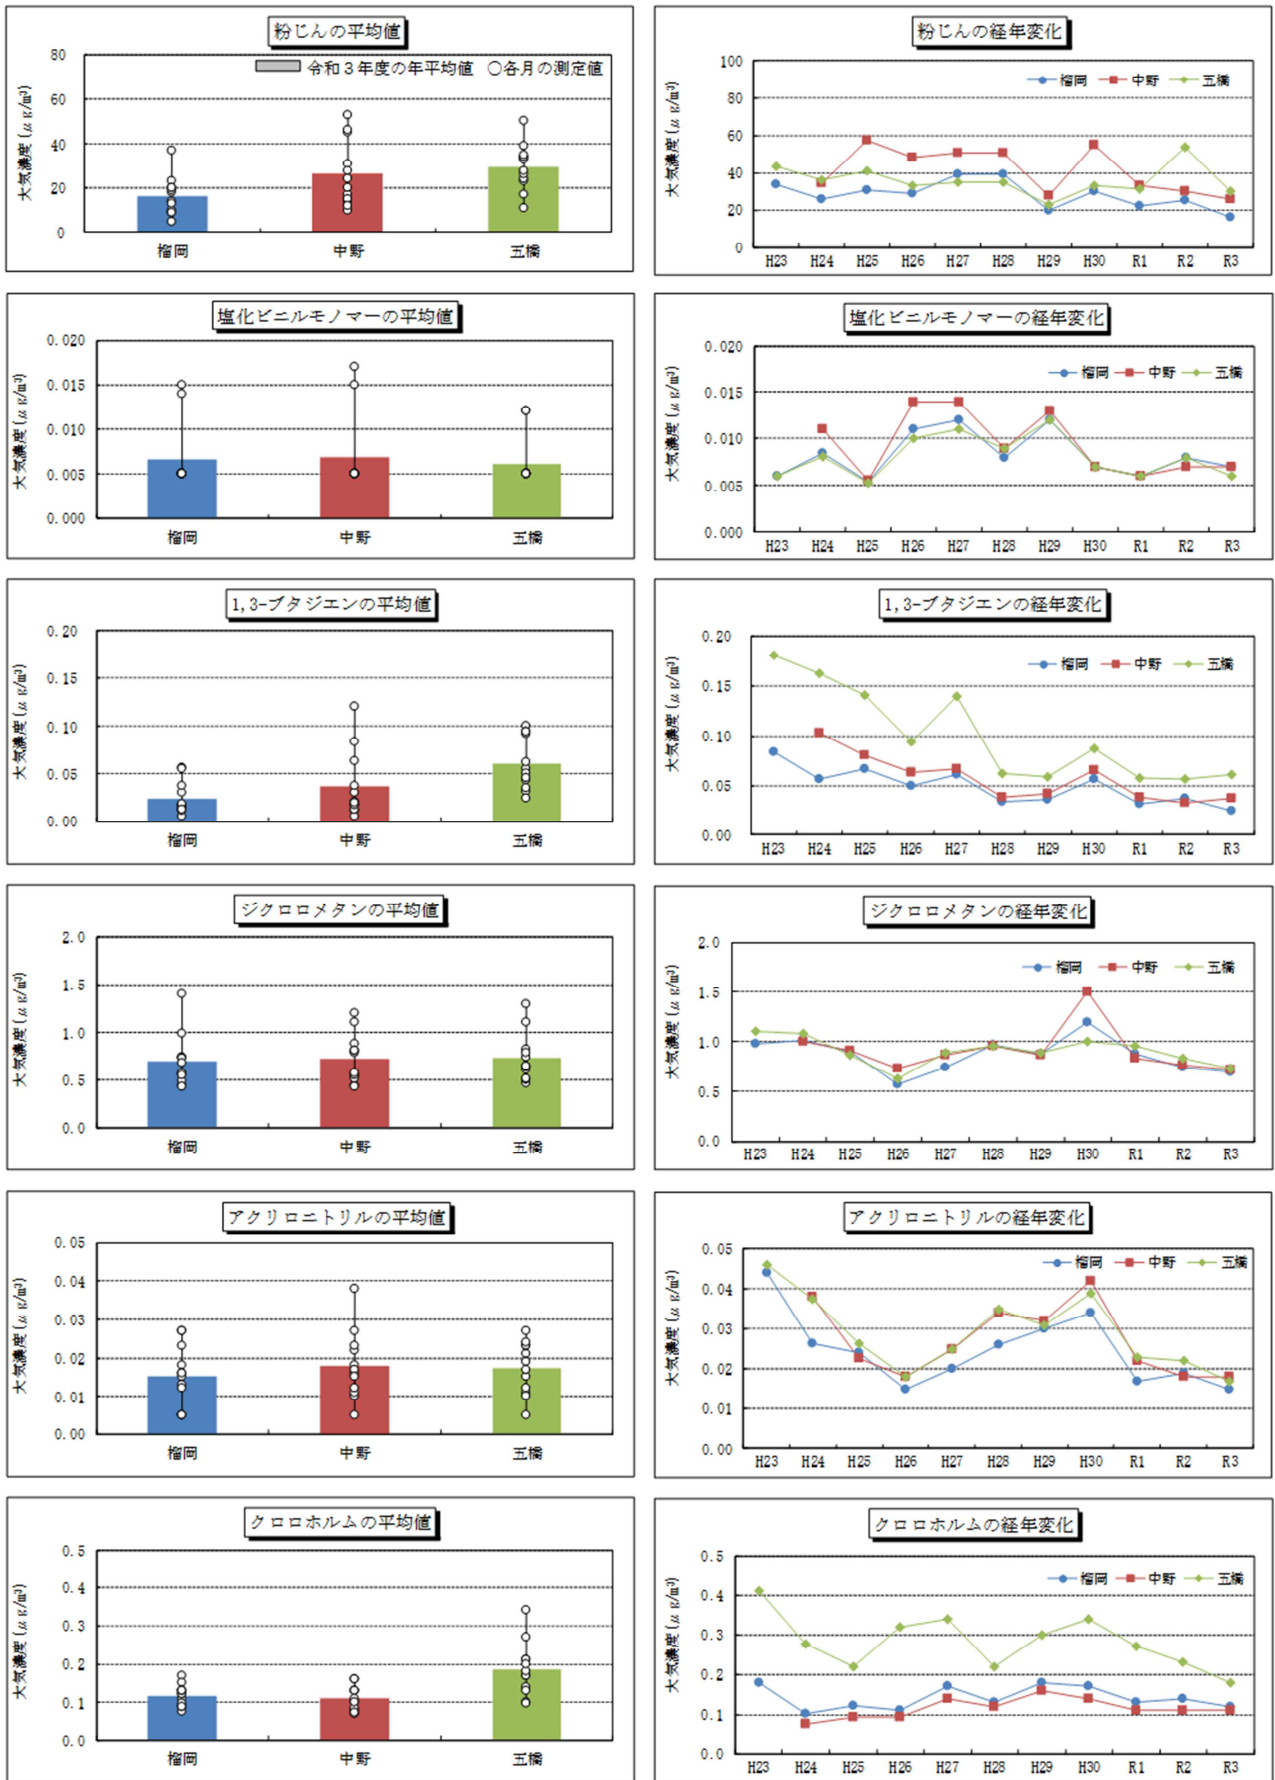 粉じんの平均値
大気濃度(μg/m³)
80
60
40
20
0
令和3年度の年平均値 ○各月の測定値
榴岡 中野 五橋
粉じんの経年変化
大気濃度(μg/m³)
100
80
60
40
20
0
榴岡 中野 五橋
H23 H24 H25 H26 H27 H28 H29 H30 R1 R2 R3
塩化ビニルモノマーの平均値
大気濃度(μg/m³)
0.020
0.015
0.010
0.005
0.000
榴岡 中野 五橋
塩化ビニルモノマーの経年変化
大気濃度(μg/m³)
0.020
0.015
0.010
0.005
0.000
榴岡 中野 五橋
H23 H24 H25 H26 H27 H28 H29 H30 R1 R2 R3
1,3-ブタジエンの平均値
大気濃度(μg/m³)
0.20
0.15
0.10
0.05
0.00
榴岡 中野 五橋
1,3-ブタジエンの経年変化
大気濃度(μg/m³)
0.20
0.15
0.10
0.05
0.00
榴岡 中野 五橋
H23 H24 H25 H26 H27 H28 H29 H30 R1 R2 R3
ジクロロメタンの平均値
大気濃度(μg/m³)
2.0
1.5
1.0
0.5
0.0
榴岡 中野 五橋
ジクロロメタンの経年変化
大気濃度(μg/m³)
2.0
1.5
1.0
0.5
0.0
榴岡 中野 五橋
H23 H24 H25 H26 H27 H28 H29 H30 R1 R2 R3
アクリロニトリルの平均値
大気濃度(μg/m³)
0.05
0.04
0.03
0.02
0.01
0.00
榴岡 中野 五橋
アクリロニトリルの経年変化
大気濃度(μg/m³)
0.05
0.04
0.03
0.02
0.01
0.00
榴岡 中野 五橋
H23 H24 H25 H26 H27 H28 H29 H30 R1 R2 R3
クロロホルムの平均値
大気濃度(μg/m³)
0.5
0.4
0.3
0.2
0.1
0.0
榴岡 中野 五橋
クロロホルムの経年変化
大気濃度(μg/m³)
0.5
0.4
0.3
0.2
0.1
0.0
榴岡 中野 五橋
H23 H24 H25 H26 H27 H28 H29 H30 R1 R2 R3